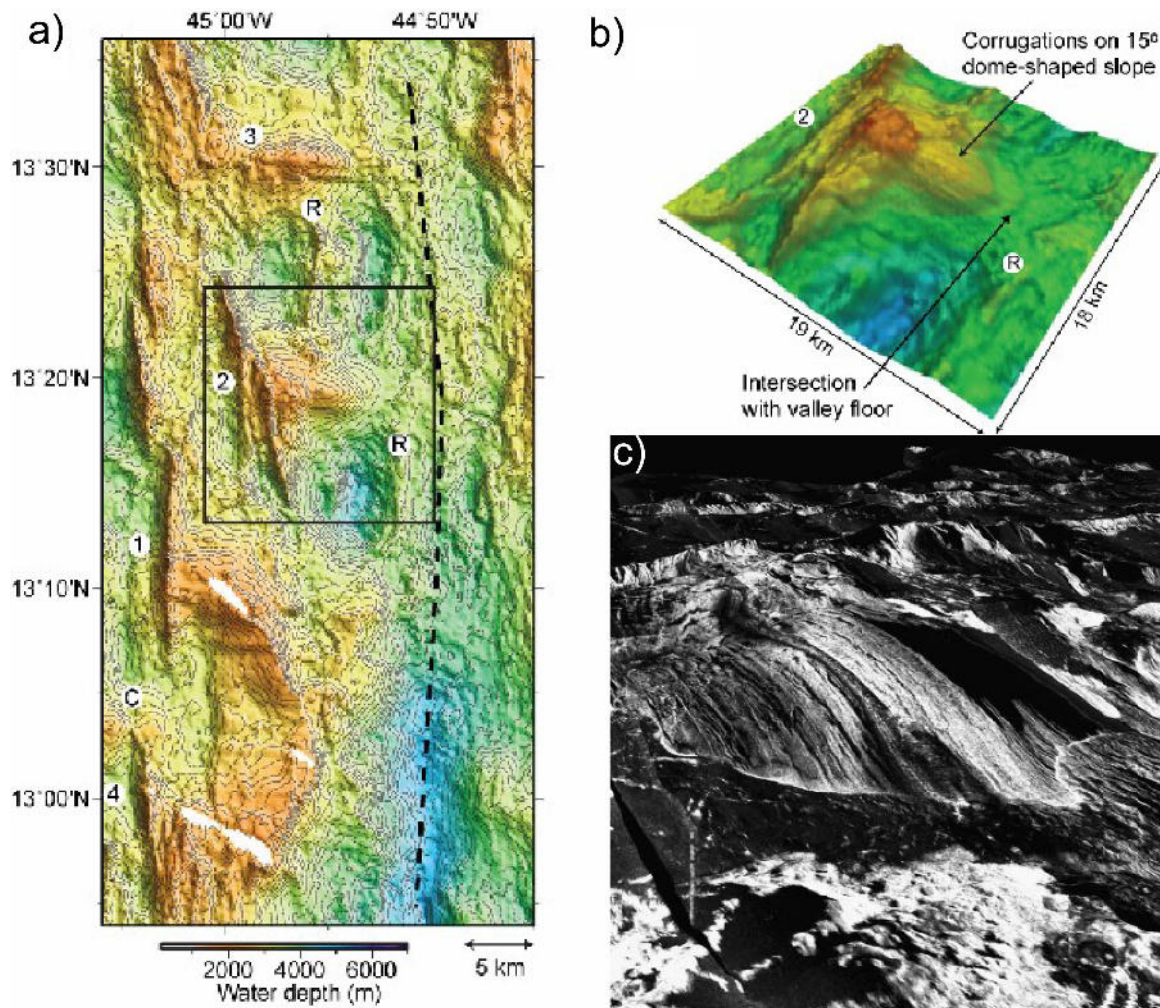 a)
45°00'W
44°50'W
3
13°30'N
R
13°20'N
2
R
1
13°10'N
C
13°00'N
4
2000 4000 6000
Water depth (m)
5 km
b)
Corrugations on 15º
dome-shaped slope
2
R
19 km
18 km
Intersection
with valley floor
c)